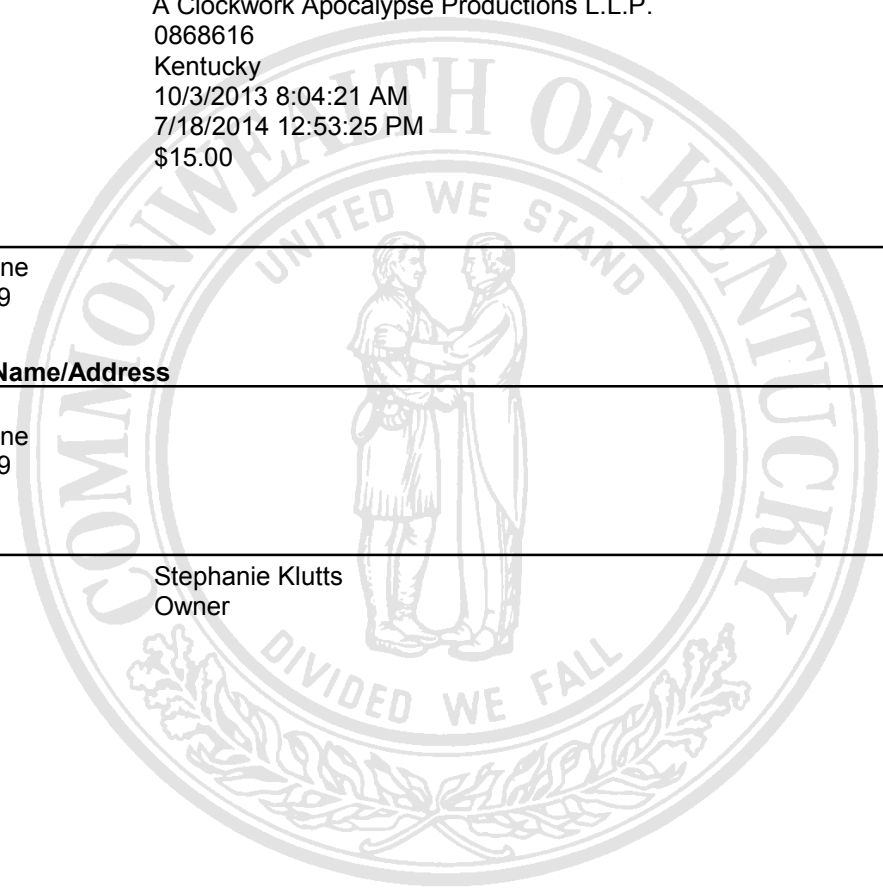 A Clockwork Apocalypse Productions L.L.P.
0868616
Kentucky
10/3/2013 8:04:21 AM
7/18/2014 12:53:25 PM
$15.00
ne
9
Name/Address
ne
9
Stephanie Klutts
Owner
COMMONWEALTH OF KENTUCKY
UNITED WE STAND
DIVIDED WE FALL